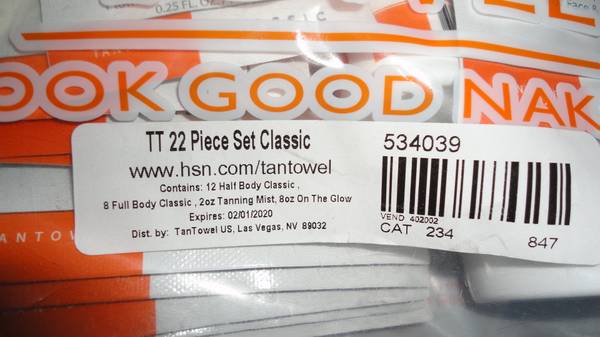 0.25 FL. OZ
OOK GOOD NAK
TT 22 Piece Set Classic
www.hsn.com/tantowel
Contains: 12 Half Body Classic ,
8 Full Body Classic , 2oz Tanning Mist, 8oz On The Glow
Expires: 02/01/2020
Dist. by: TanTowel US, Las Vegas, NV 89032
534039
VEND 402002
CAT 234 847
ANTOW